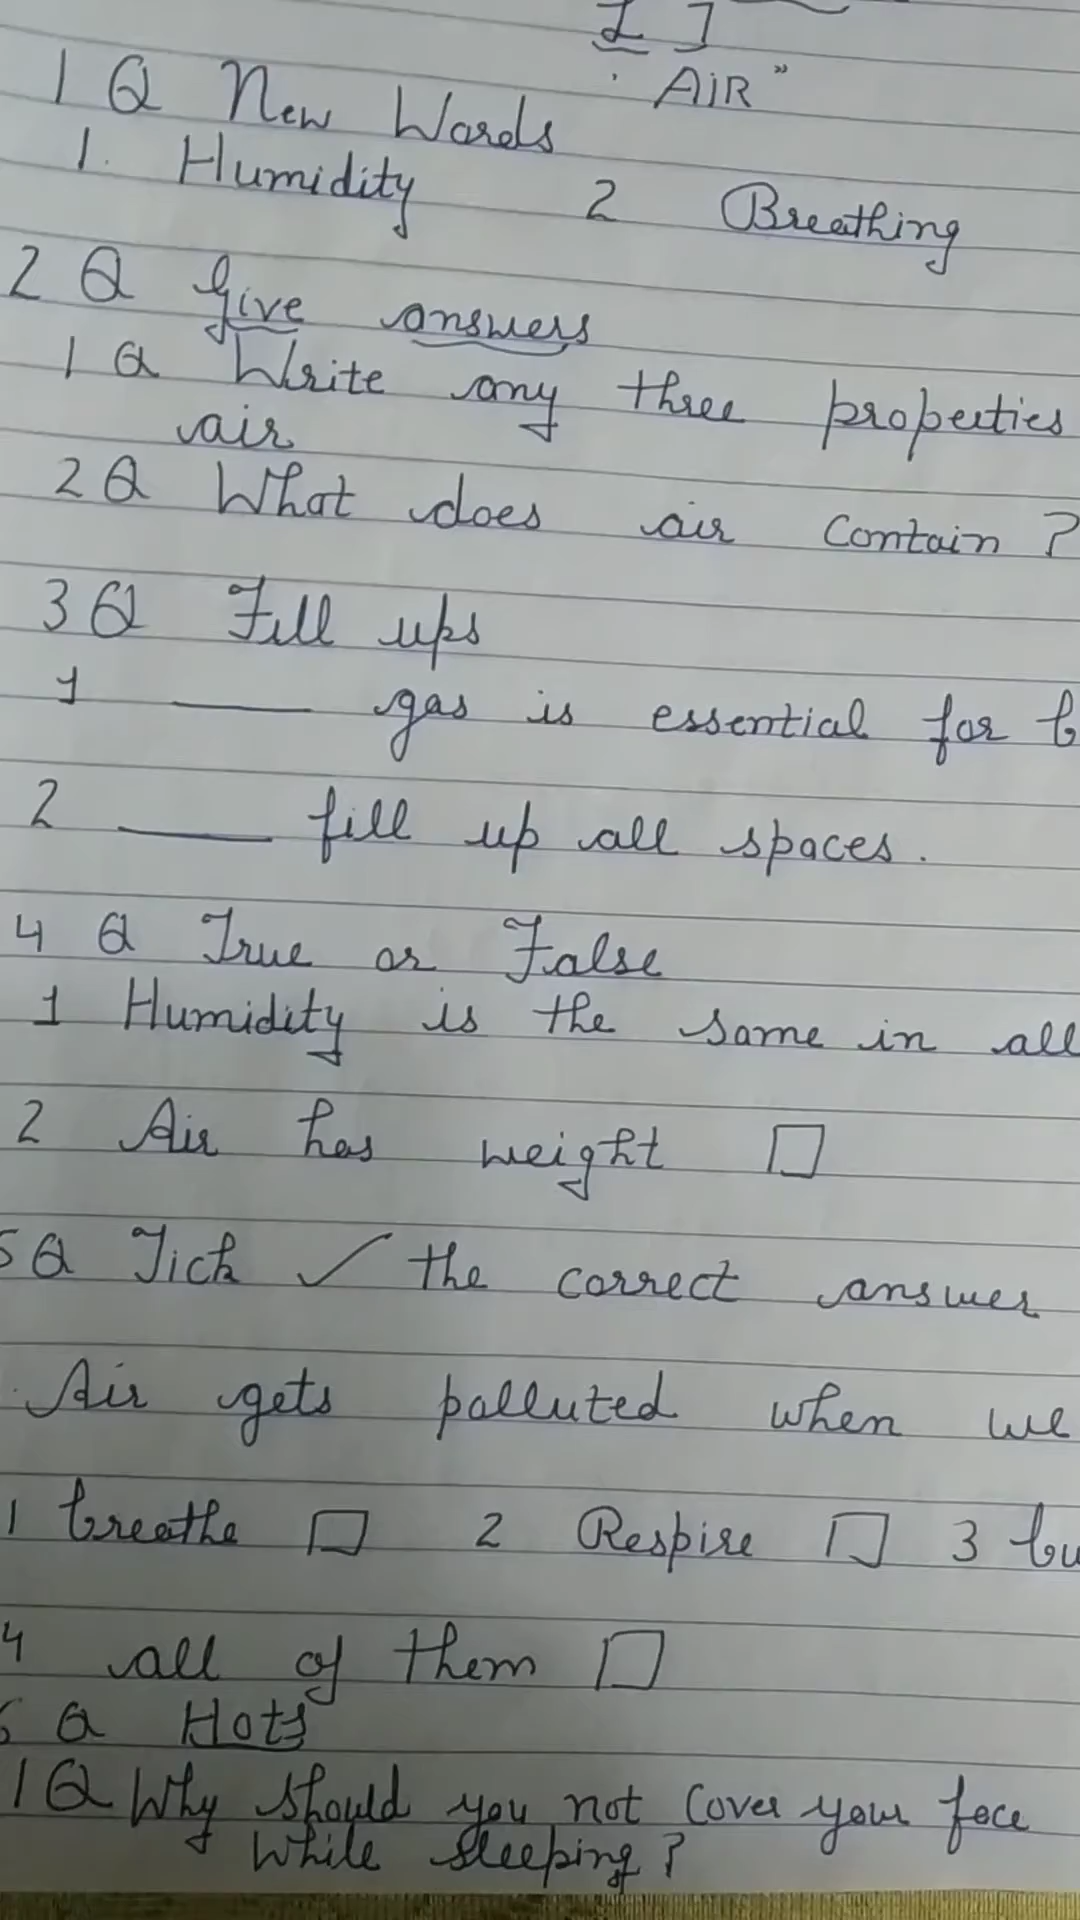 L 7
"AIR"
1 Q New Words
1. Humidity 2 Breathing
2 Q Give answers
1 Q Write any three properties
air
2 Q What does air contain ?
3 Q Fill ups
1 ____ gas is essential for
2 ____ fill up all spaces.
4 Q True or False
1 Humidity is the same in all
2 Air has weight
5 Q Tick ✓ the correct answer
Air gets polluted when we
1 breathe 2 Respire 3
4 all of them
6 Q Hots
1 Q Why should you not cover your face
while sleeping ?